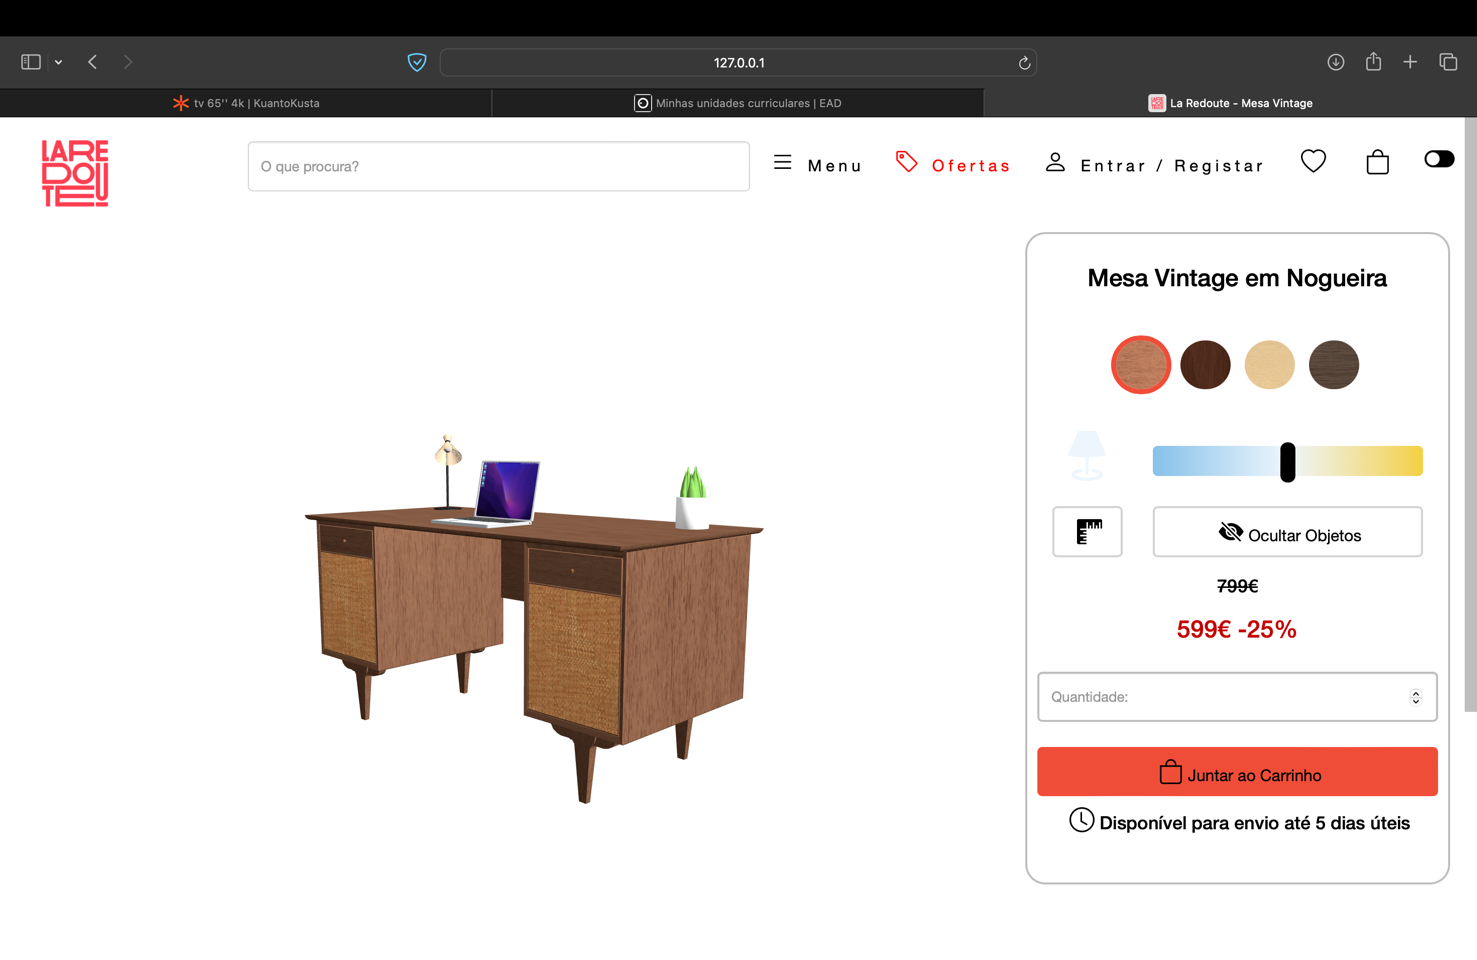 127.0.0.1
tv 65'' 4k | KuantoKusta
Minhas unidades curriculares | EAD
La Redoute - Mesa Vintage
LA RE
DOU
TE!
O que procura?
Menu
Ofertas
Entrar / Registar
Mesa Vintage em Nogueira
Ocultar Objetos
799€
599€ -25%
Quantidade:
Juntar ao Carrinho
Disponível para envio até 5 dias úteis